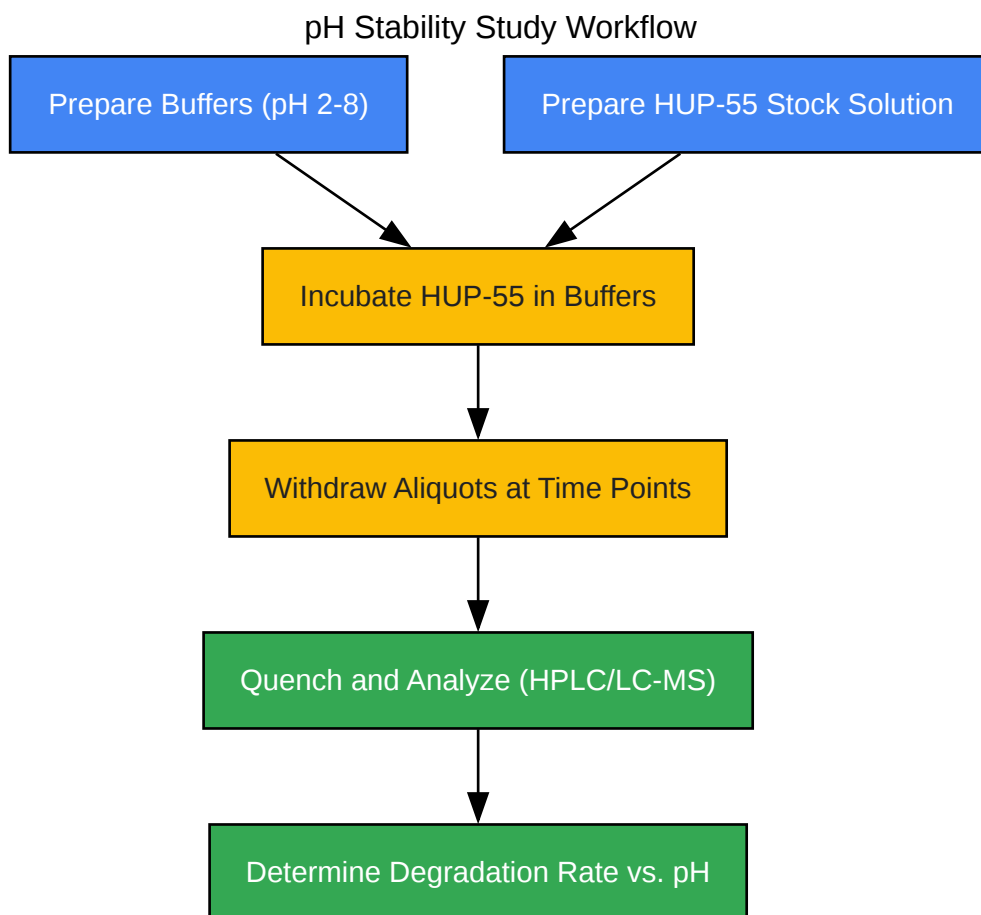 pH Stability Study Workflow
Prepare Buffers (pH 2-8)
Prepare HUP-55 Stock Solution
Incubate HUP-55 in Buffers
Withdraw Aliquots at Time Points
Quench and Analyze (HPLC/LC-MS)
Determine Degradation Rate vs. pH